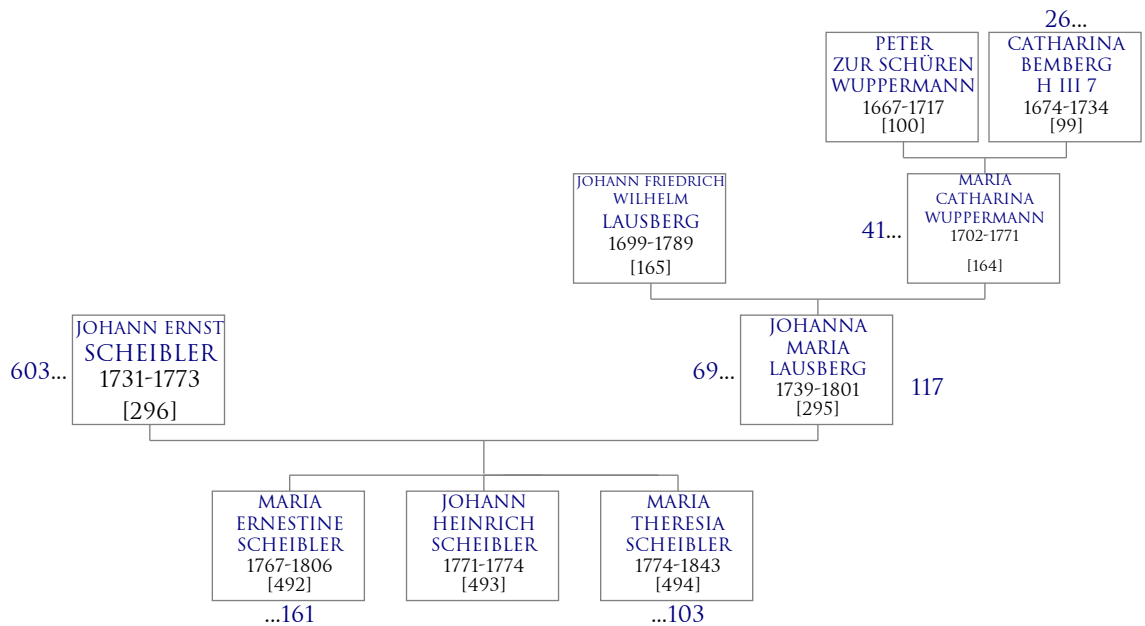 26...
PETER
ZUR SCHÜREN
WUPPERMANN
1667-1717
[100]
CATHARINA
BEMBERG
H III 7
1674-1734
[99]
JOHANN FRIEDRICH
WILHELM
LAUSBERG
1699-1789
[165]
41...
MARIA
CATHARINA
WUPPERMANN
1702-1771
[164]
603...
JOHANN ERNST
SCHEIBLER
1731-1773
[296]
69...
JOHANNA
MARIA
LAUSBERG
1739-1801
[295]
117
MARIA
ERNESTINE
SCHEIBLER
1767-1806
[492]
...161
JOHANN
HEINRICH
SCHEIBLER
1771-1774
[493]
MARIA
THERESIA
SCHEIBLER
1774-1843
[494]
...103